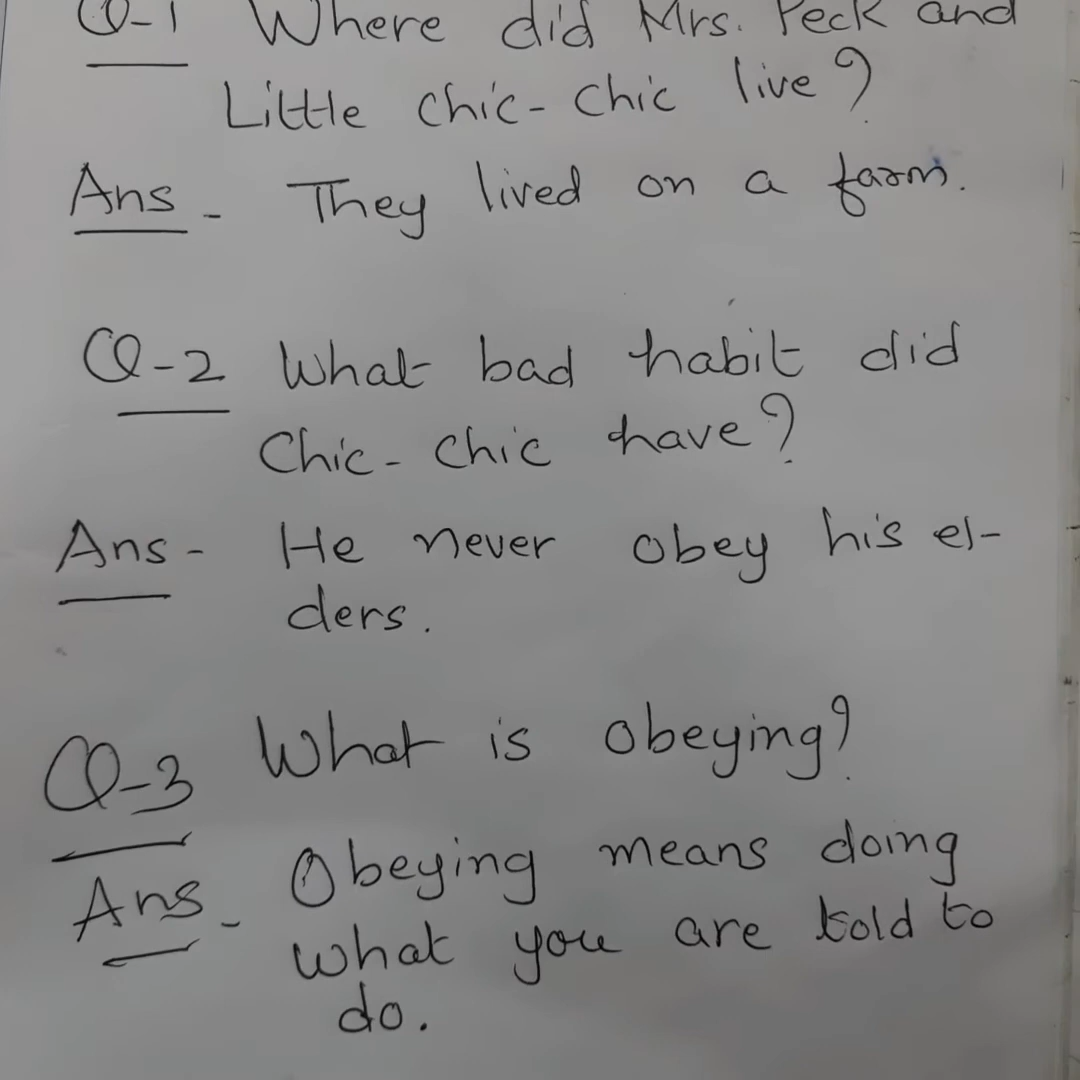 Q-1 Where did Mrs. Peck and
Little Chic-Chic live?
Ans - They lived on a farm.
Q-2 What bad habit did
Chic-Chic have?
Ans - He never obey his el-
ders.
Q-3 What is obeying?
Ans - Obeying means doing
what you are told to
do.